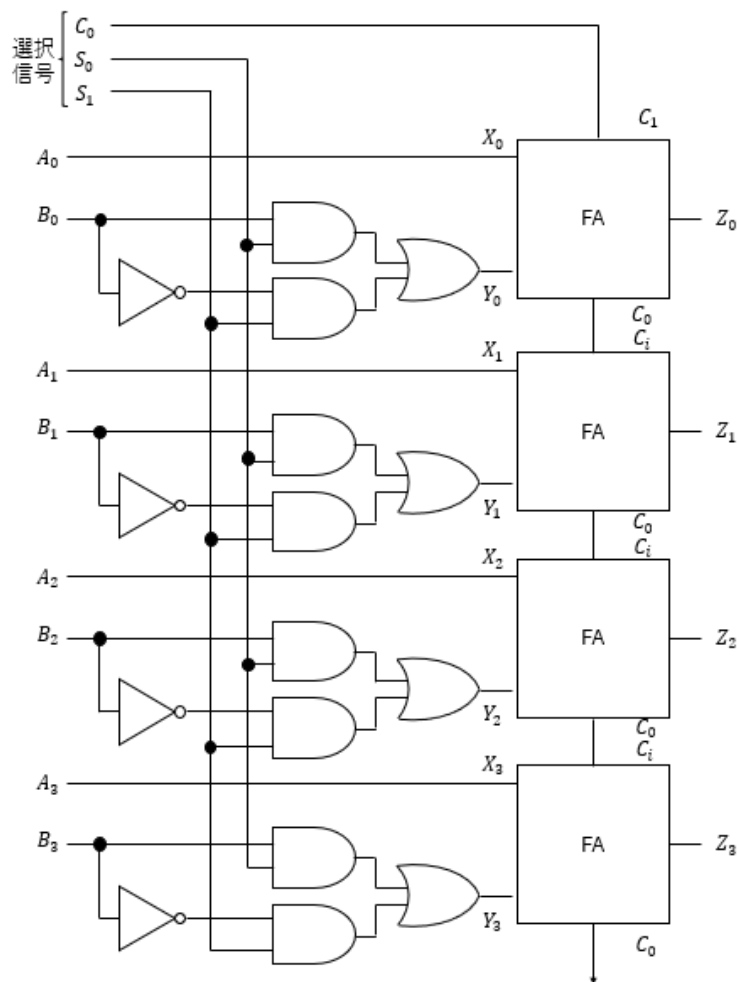 選択
信号
C₀
S₀
S₁
C₁
A₀
X₀
B₀
FA
Z₀
Y₀
C₀
Cᵢ
A₁
X₁
B₁
FA
Z₁
Y₁
C₀
Cᵢ
A₂
X₂
B₂
FA
Z₂
Y₂
C₀
Cᵢ
A₃
X₃
B₃
FA
Z₃
Y₃
C₀